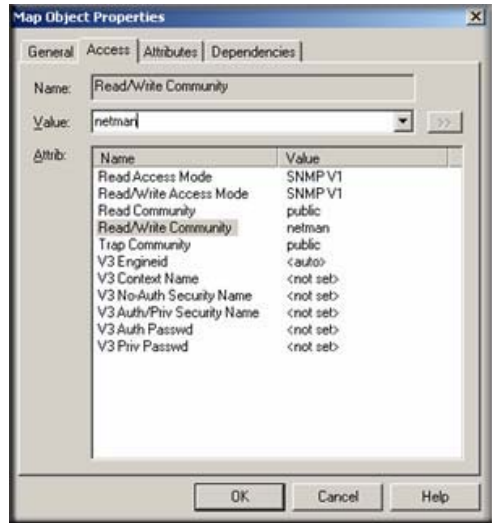 Map Object Properties
General Access Attributes Dependencies
Name: Read/Write Community
Value: netman >>
Attrib: Name Value
Read Access Mode SNMP V1
Read/Write Access Mode SNMP V1
Read Community public
Read/Write Community netman
Trap Community public
V3 Engineid <auto>
V3 Context Name <not set>
V3 No-Auth Security Name <not set>
V3 Auth/Priv Security Name <not set>
V3 Auth Passwd <not set>
V3 Priv Passwd <not set>
OK Cancel Help